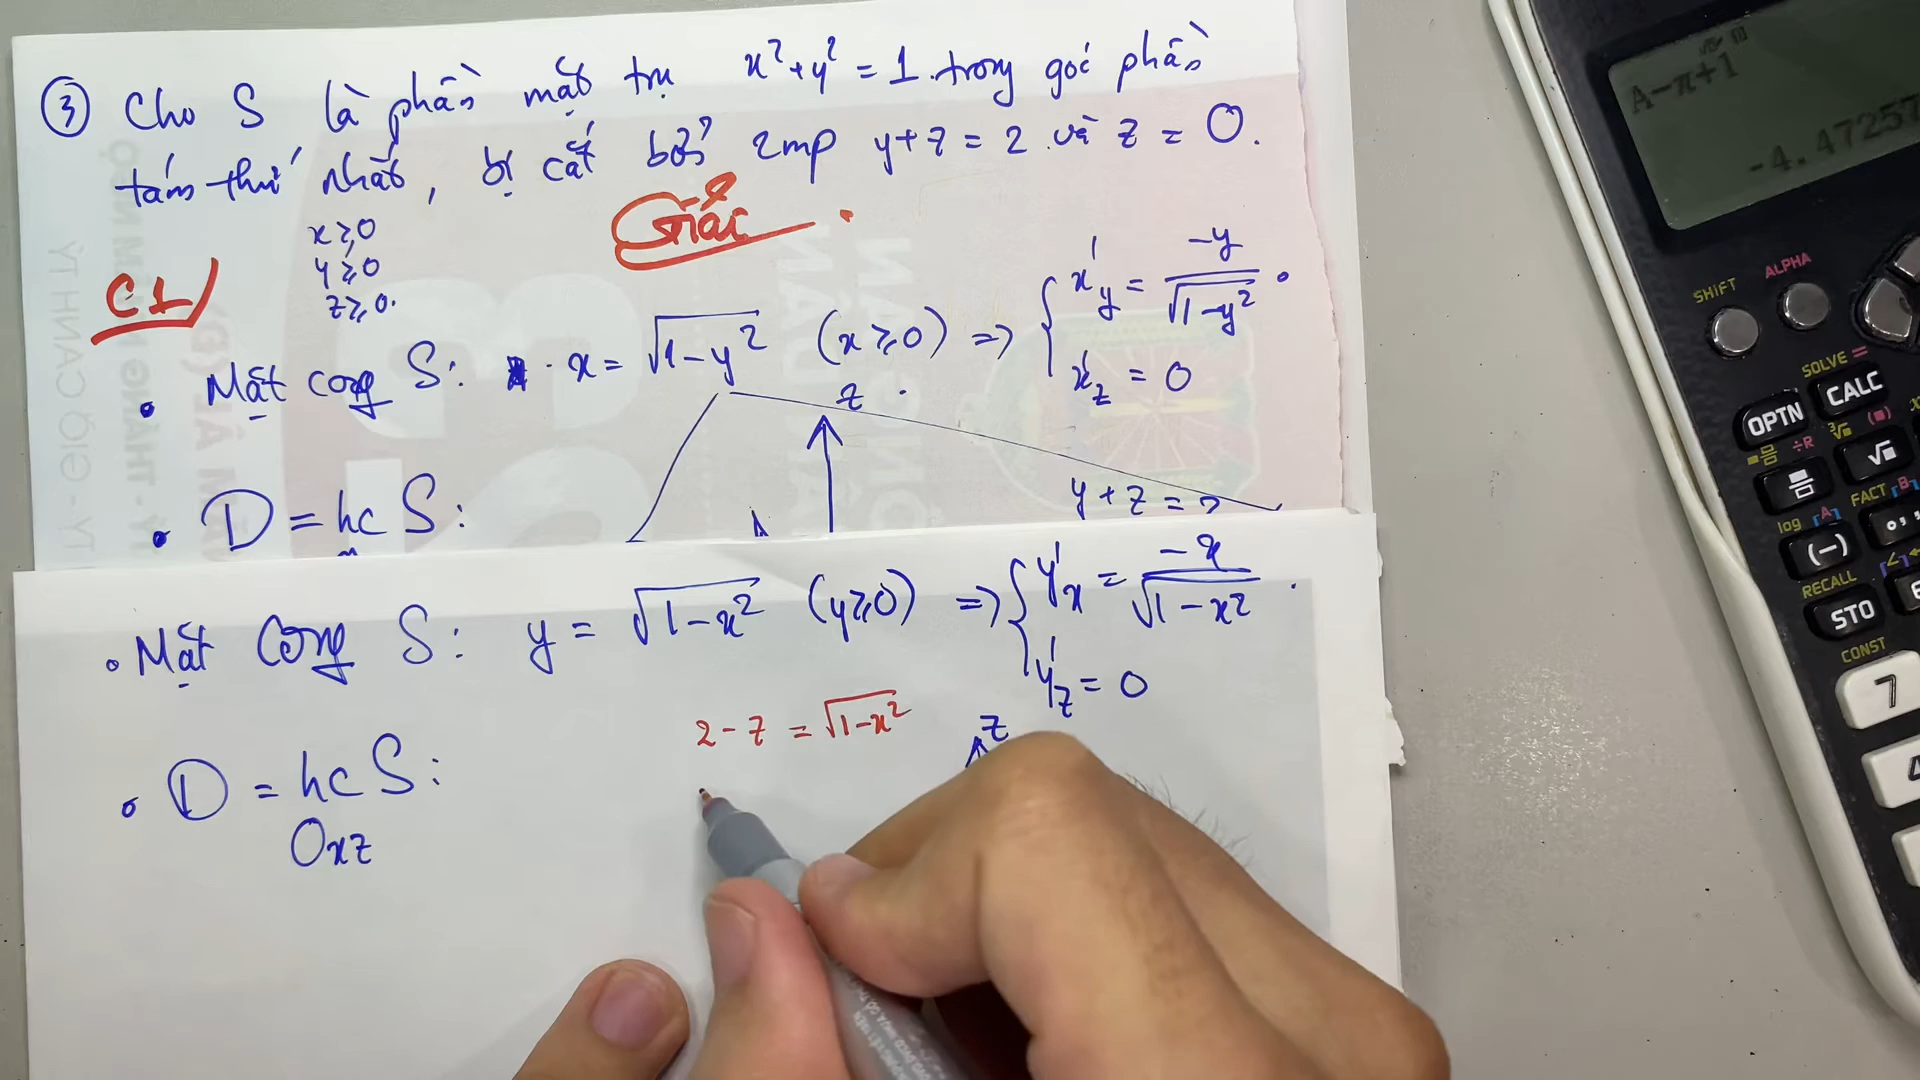 ③ Cho S là phần mặt trụ x²+y² = 1. trong góc phần
tám thứ nhất, bị cắt bởi 2mp y+z = 2 và z = 0.
x ≥ 0
y ≥ 0
z ≥ 0.
Giải
C1/
• Mặt cong S: x = √(1-y²) (x ≥ 0) => { x'y = -y/√(1-y²)
x'z = 0
z
• D = hc S:
y + z = 2
• Mặt cong S: y = √(1-x²) (y ≥ 0) => { y'x = -x/√(1-x²)
y'z = 0
2 - z = √(1-x²)
z
• D = hc S:
Oxz
A-π+1
-4.47257
SHIFT
ALPHA
SOLVE =
OPTN
CALC
FACT
log
(-)
RECALL
STO
CONST
7